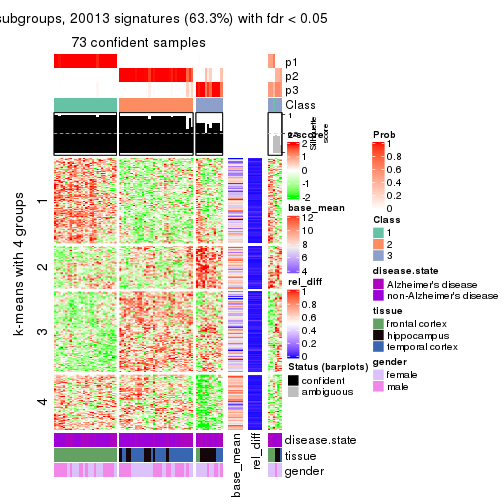 subgroups, 20013 signatures (63.3%) with fdr < 0.05
73 confident samples
p1
p2
p3
Class
1
Silhouette
score
k-means with 4 groups
1
2
3
4
disease.state
tissue
gender
base_mean
rel_diff
z-score
2
1
0
-1
-2
base_mean
12
10
8
6
4
rel_diff
1
0.8
0.6
0.4
0.2
0
Status (barplots)
confident
ambiguous
Prob
1
0.8
0.6
0.4
0.2
0
Class
1
2
3
disease.state
Alzheimer's disease
non-Alzheimer's disease
tissue
frontal cortex
hippocampus
temporal cortex
gender
female
male